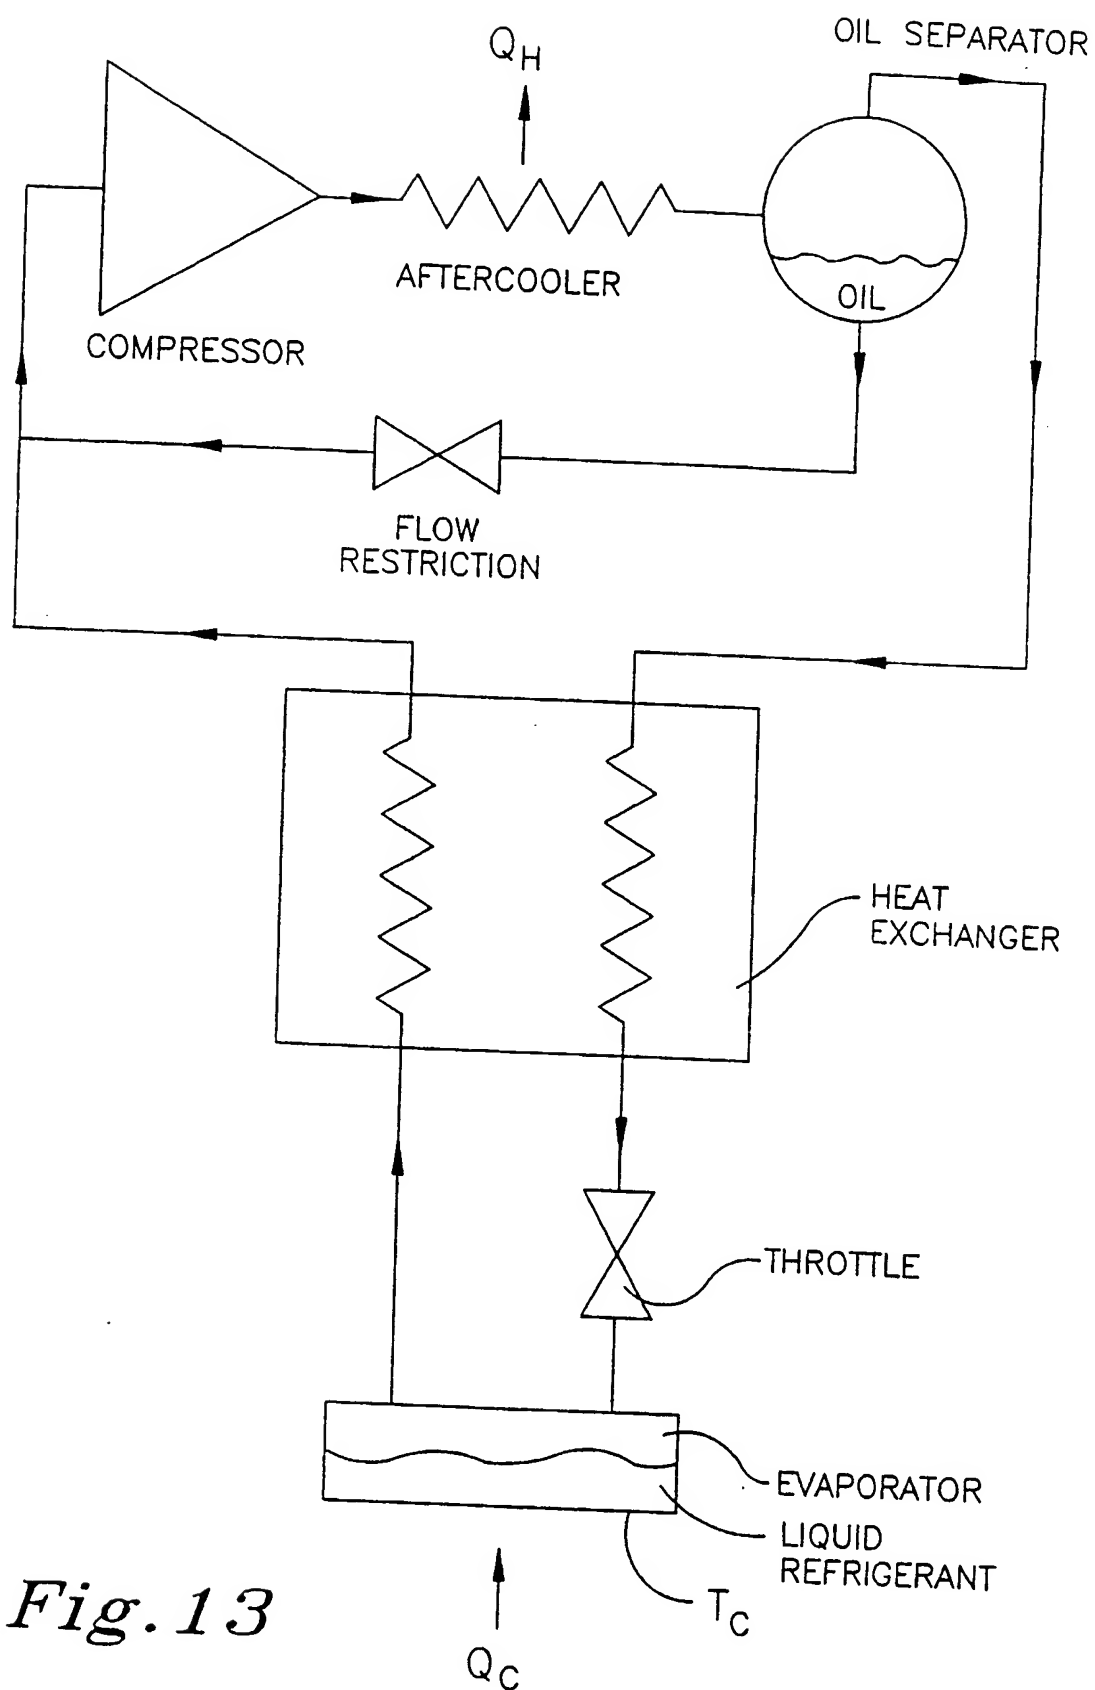 OIL SEPARATOR
QH
AFTERCOOLER
OIL
COMPRESSOR
FLOW
RESTRICTION
HEAT
EXCHANGER
THROTTLE
EVAPORATOR
LIQUID
REFRIGERANT
TC
Fig. 13
QC